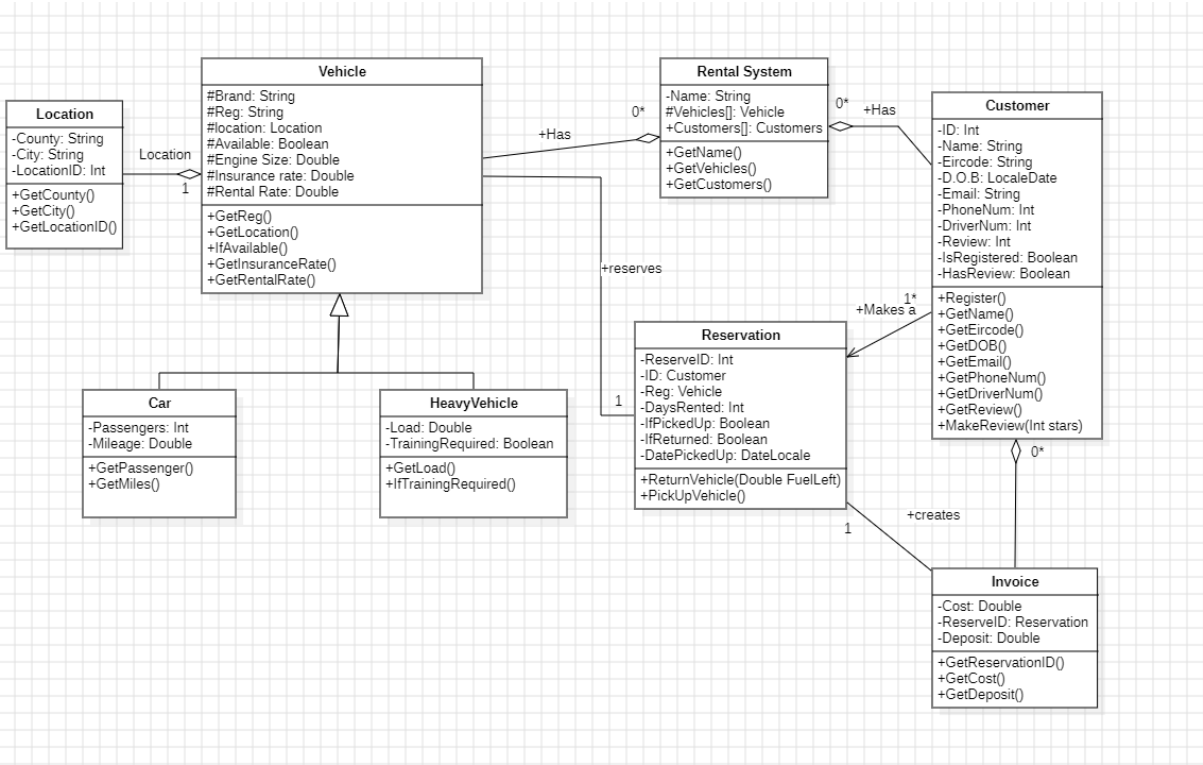 Vehicle
#Brand: String
#Reg: String
#location: Location
#Available: Boolean
#Engine Size: Double
#Insurance rate: Double
#Rental Rate: Double
+GetReg()
+GetLocation()
+IfAvailable()
+GetInsuranceRate()
+GetRentalRate()
Rental System
-Name: String
#Vehicles[]: Vehicle
+Customers[]: Customers
+GetName()
+GetVehicles()
+GetCustomers()
Customer
-ID: Int
-Name: String
-Eircode: String
-D.O.B: LocaleDate
-Email: String
-PhoneNum: Int
-DriverNum: Int
-Review: Int
-IsRegistered: Boolean
-HasReview: Boolean
+Register()
+GetName()
+GetEircode()
+GetDOB()
+GetEmail()
+GetPhoneNum()
+GetDriverNum()
+GetReview()
+MakeReview(Int stars)
Location
-County: String
-City: String
-LocationID: Int
+GetCounty()
+GetCity()
+GetLocationID()
Location
1
+Has
0*
0*
+Has
+reserves
1
1*
+Makes a
Reservation
-ReserveID: Int
-ID: Customer
-Reg: Vehicle
-DaysRented: Int
-IfPickedUp: Boolean
-IfReturned: Boolean
-DatePickedUp: DateLocale
+ReturnVehicle(Double FuelLeft)
+PickUpVehicle()
Car
-Passengers: Int
-Mileage: Double
+GetPassenger()
+GetMiles()
HeavyVehicle
-Load: Double
-TrainingRequired: Boolean
+GetLoad()
+IfTrainingRequired()
0*
+creates
1
Invoice
-Cost: Double
-ReserveID: Reservation
-Deposit: Double
+GetReservationID()
+GetCost()
+GetDeposit()